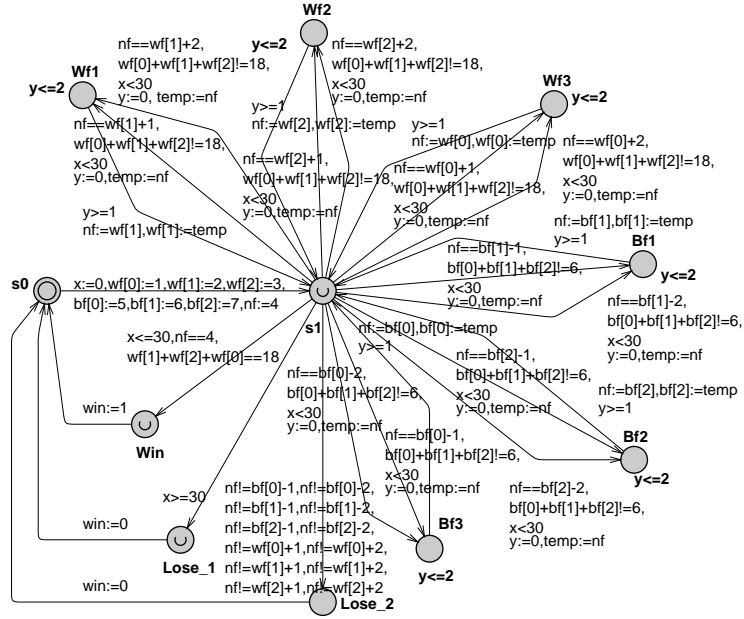 Wf2
y<=2
nf==wf[1]+2,
wf[0]+wf[1]+wf[2]!=18,
x<30
y:=0, temp:=nf
nf==wf[2]+2,
wf[0]+wf[1]+wf[2]!=18,
x<30
y:=0,temp:=nf
Wf1
y<=2
Wf3
y<=2
y>=1
nf:=wf[2],wf[2]:=temp
y>=1
nf:=wf[0],wf[0]:=temp
nf==wf[1]+1,
wf[0]+wf[1]+wf[2]!=18,
x<30
y:=0,temp:=nf
nf==wf[2]+1,
wf[0]+wf[1]+wf[2]!=18,
x<30
y:=0,temp:=nf
nf==wf[0]+1,
wf[0]+wf[1]+wf[2]!=18,
x<30
y:=0,temp:=nf
nf==wf[0]+2,
wf[0]+wf[1]+wf[2]!=18,
x<30
y:=0,temp:=nf
y>=1
nf:=wf[1],wf[1]:=temp
nf:=bf[1],bf[1]:=temp
y>=1
Bf1
y<=2
nf==bf[1]-1,
bf[0]+bf[1]+bf[2]!=6,
x<30
y:=0,temp:=nf
s0
x:=0,wf[0]:=1,wf[1]:=2,wf[2]:=3,
bf[0]:=5,bf[1]:=6,bf[2]:=7,nf:=4
s1
nf==bf[1]-2,
bf[0]+bf[1]+bf[2]!=6,
x<30
y:=0,temp:=nf
x<=30,nf==4,
wf[1]+wf[2]+wf[0]==18
nf:=bf[0],bf[0]:=temp
y>=1
nf==bf[2]-1,
bf[0]+bf[1]+bf[2]!=6,
x<30
y:=0,temp:=nf
nf==bf[0]-2,
bf[0]+bf[1]+bf[2]!=6,
x<30
y:=0,temp:=nf
nf:=bf[2],bf[2]:=temp
y>=1
win:=1
Win
nf==bf[0]-1,
bf[0]+bf[1]+bf[2]!=6,
x<30
y:=0,temp:=nf
Bf2
y<=2
x>=30
nf!=bf[0]-1,nf!=bf[0]-2,
nf!=bf[1]-1,nf!=bf[1]-2,
nf!=bf[2]-1,nf!=bf[2]-2,
nf!=wf[0]+1,nf!=wf[0]+2,
nf!=wf[1]+1,nf!=wf[1]+2,
nf!=wf[2]+1,nf!=wf[2]+2
nf==bf[2]-2,
bf[0]+bf[1]+bf[2]!=6,
x<30
y:=0,temp:=nf
win:=0
Lose_1
Bf3
y<=2
win:=0
Lose_2